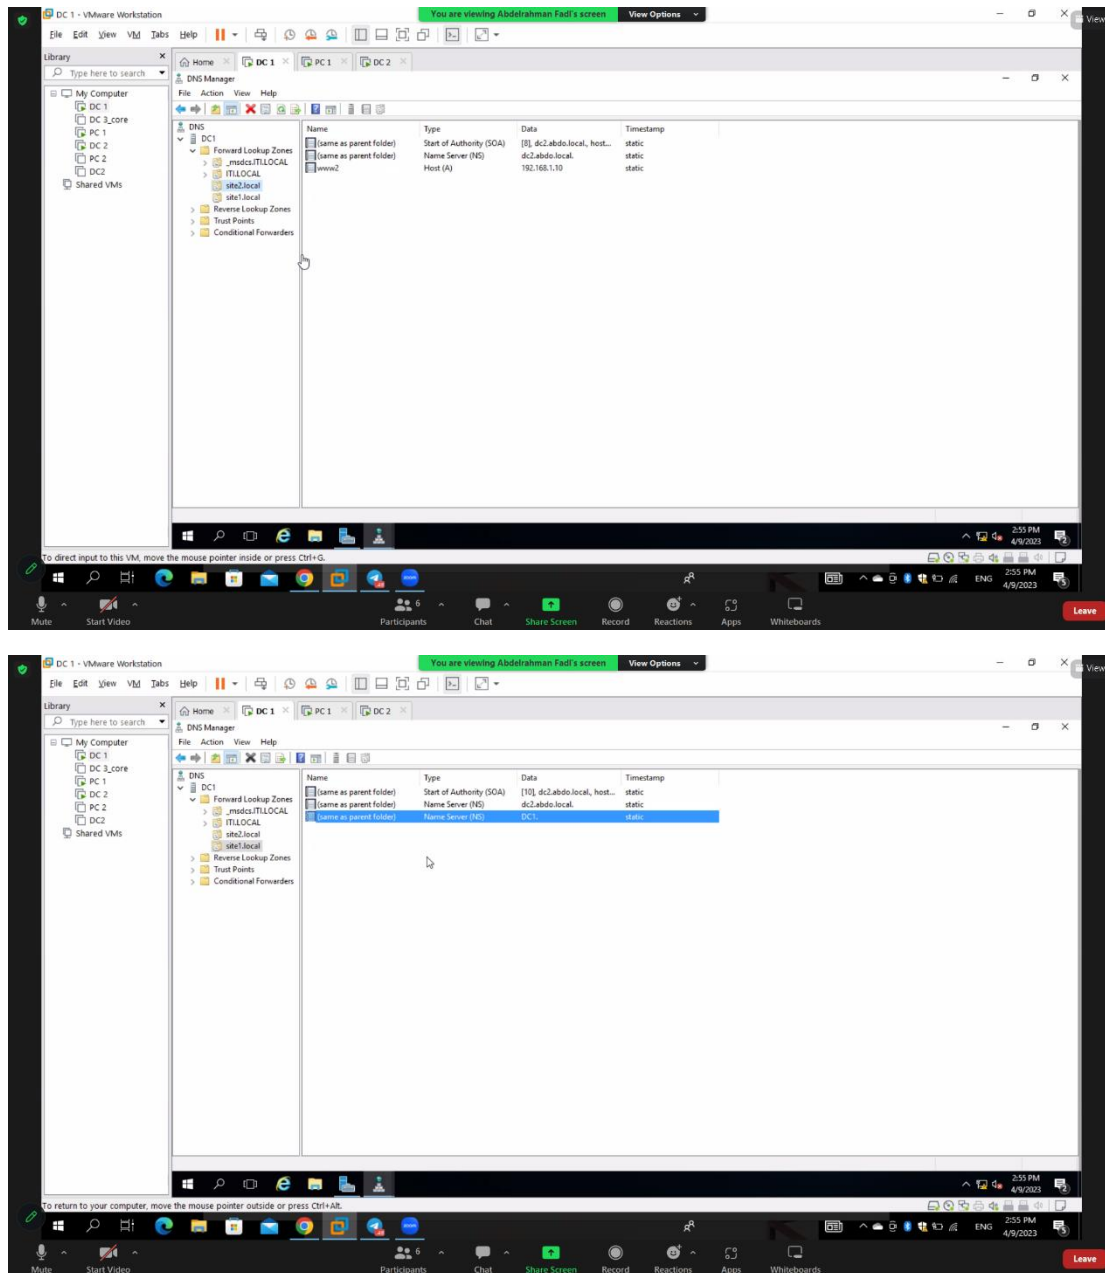 DC 1 - VMware Workstation
You are viewing Abdelrahman Fadl's screen View Options
View
File Edit View VM Tabs Help
Library
Home DC 1 PC 1 DC 2
Type here to search
DNS Manager
My Computer
File Action View Help
DC 1
DC 3_core
PC 1
DC 2
PC 2
DC2
Shared VMs
DNS
DC1
Forward Lookup Zones
_msdcs.ITI.LOCAL
ITI.LOCAL
site2.local
site1.local
Reverse Lookup Zones
Trust Points
Conditional Forwarders
Name Type Data Timestamp
(same as parent folder) Start of Authority (SOA) [8], dc2.abdo.local., host... static
(same as parent folder) Name Server (NS) dc2.abdo.local. static
www2 Host (A) 192.168.1.10 static
2:55 PM
4/9/2023
To direct input to this VM, move the mouse pointer inside or press Ctrl+G.
ENG
2:55 PM
4/9/2023
6
Mute Start Video Participants Chat Share Screen Record Reactions Apps Whiteboards Leave
DC 1 - VMware Workstation
You are viewing Abdelrahman Fadl's screen View Options
View
File Edit View VM Tabs Help
Library
Home DC 1 PC 1 DC 2
Type here to search
DNS Manager
My Computer
File Action View Help
DC 1
DC 3_core
PC 1
DC 2
PC 2
DC2
Shared VMs
DNS
DC1
Forward Lookup Zones
_msdcs.ITI.LOCAL
ITI.LOCAL
site2.local
site1.local
Reverse Lookup Zones
Trust Points
Conditional Forwarders
Name Type Data Timestamp
(same as parent folder) Start of Authority (SOA) [10], dc2.abdo.local., host... static
(same as parent folder) Name Server (NS) dc2.abdo.local. static
(same as parent folder) Name Server (NS) DC1. static
2:55 PM
4/9/2023
To return to your computer, move the mouse pointer outside or press Ctrl+Alt.
ENG
2:55 PM
4/9/2023
6
Mute Start Video Participants Chat Share Screen Record Reactions Apps Whiteboards Leave